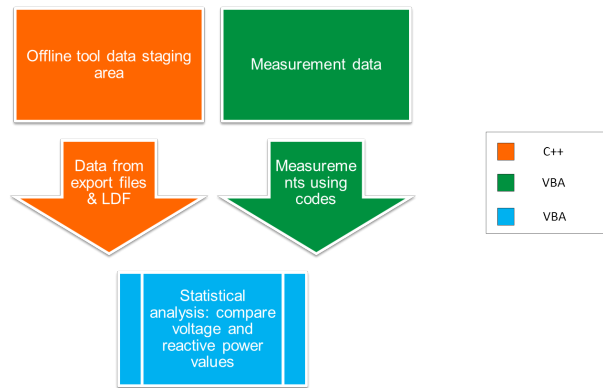 Offline tool data staging
area
Measurement data
Data from
export files
& LDF
Measureme
nts using
codes
Statistical
analysis: compare
voltage and
reactive power
values
C++
VBA
VBA